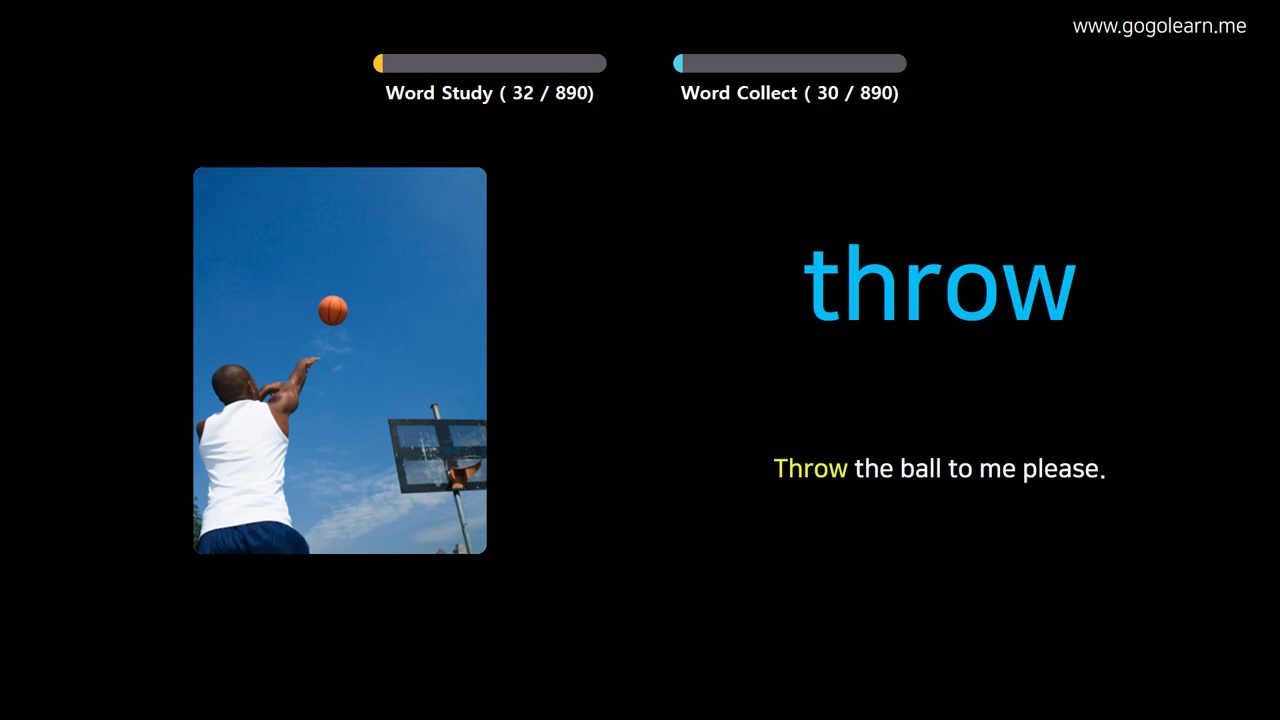 www.gogolearn.me
Word Study ( 32 / 890)
Word Collect ( 30 / 890)
throw
Throw the ball to me please.